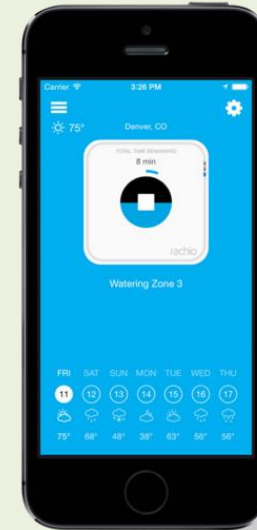 Carrier 3:26 PM
75° Denver, CO
TOTAL TIME REMAINING
8 min
rachio
Watering Zone 3
FRI SAT SUN MON TUE WED THU
11 12 13 14 15 16 17
75° 68° 48° 38° 63° 56° 56°